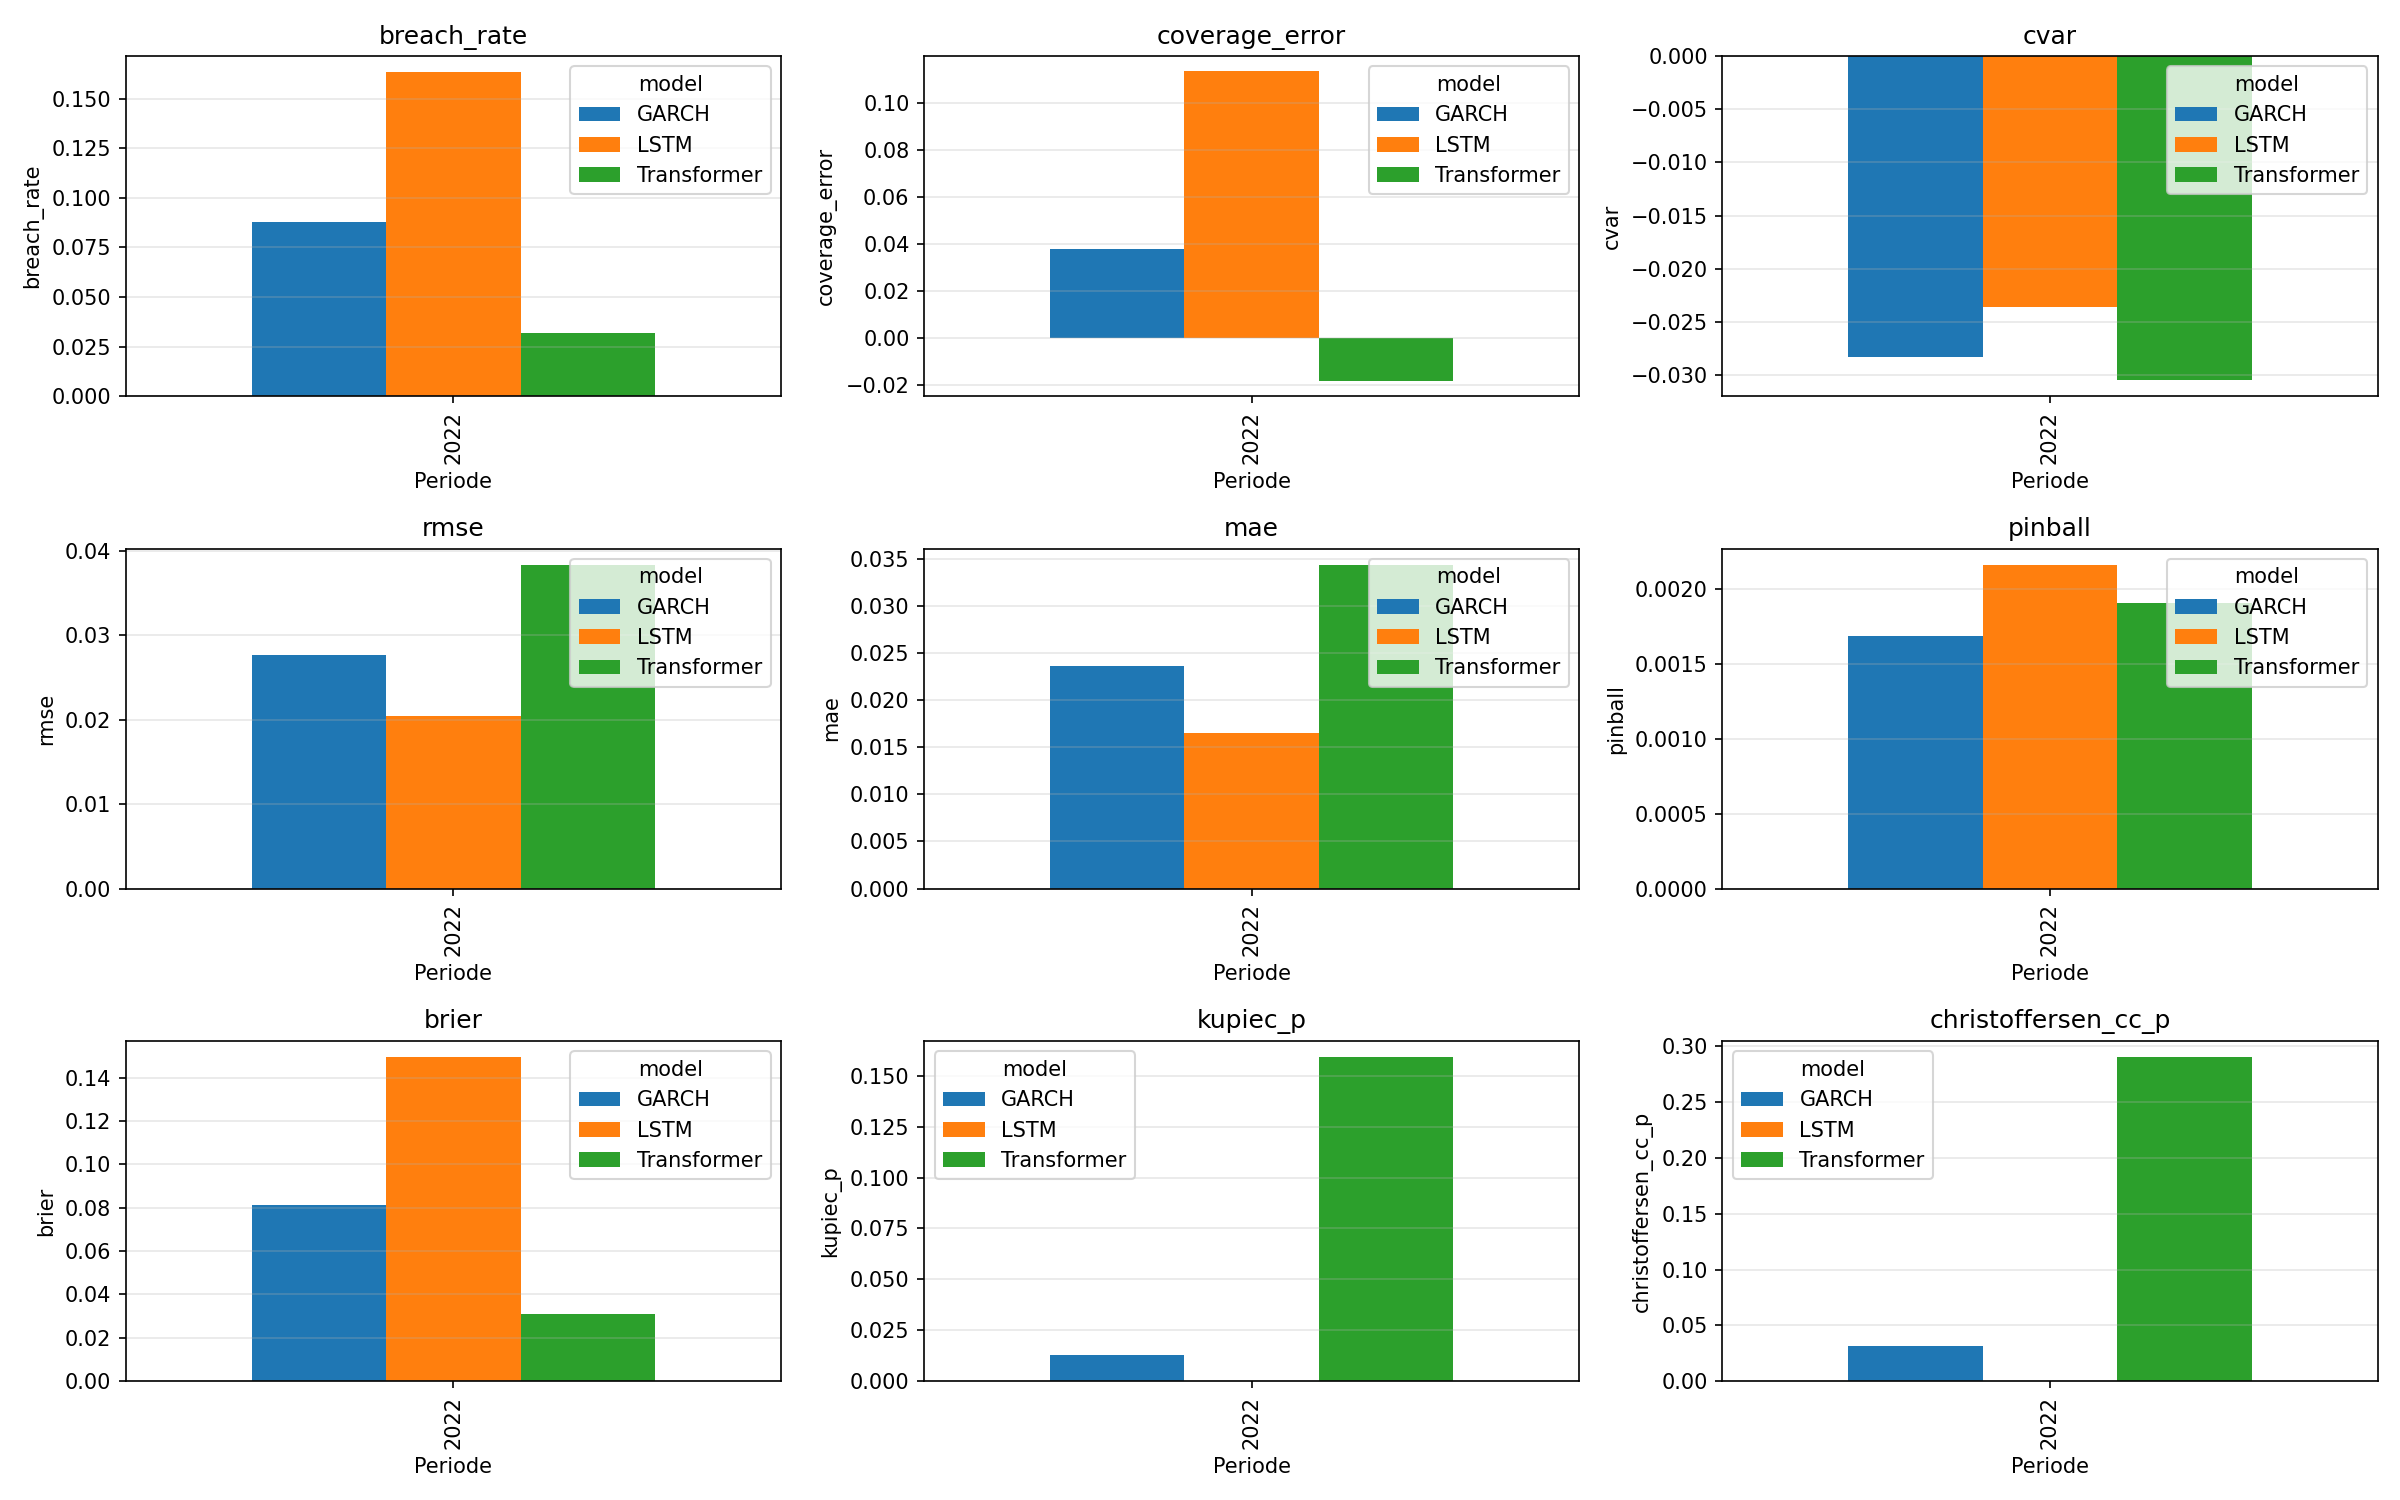 breach_rate
0.150
0.125
0.100
0.075
0.050
0.025
0.000
breach_rate
model
GARCH
LSTM
Transformer
2022
Periode
coverage_error
0.10
0.08
0.06
0.04
0.02
0.00
−0.02
coverage_error
model
GARCH
LSTM
Transformer
2022
Periode
cvar
0.000
−0.005
−0.010
−0.015
−0.020
−0.025
−0.030
cvar
model
GARCH
LSTM
Transformer
2022
Periode
rmse
0.04
0.03
0.02
0.01
0.00
rmse
model
GARCH
LSTM
Transformer
2022
Periode
mae
0.035
0.030
0.025
0.020
0.015
0.010
0.005
0.000
mae
model
GARCH
LSTM
Transformer
2022
Periode
pinball
0.0020
0.0015
0.0010
0.0005
0.0000
pinball
model
GARCH
LSTM
Transformer
2022
Periode
brier
0.14
0.12
0.10
0.08
0.06
0.04
0.02
0.00
brier
model
GARCH
LSTM
Transformer
2022
Periode
kupiec_p
0.150
0.125
0.100
0.075
0.050
0.025
0.000
kupiec_p
model
GARCH
LSTM
Transformer
2022
Periode
christoffersen_cc_p
0.30
0.25
0.20
0.15
0.10
0.05
0.00
christoffersen_cc_p
model
GARCH
LSTM
Transformer
2022
Periode